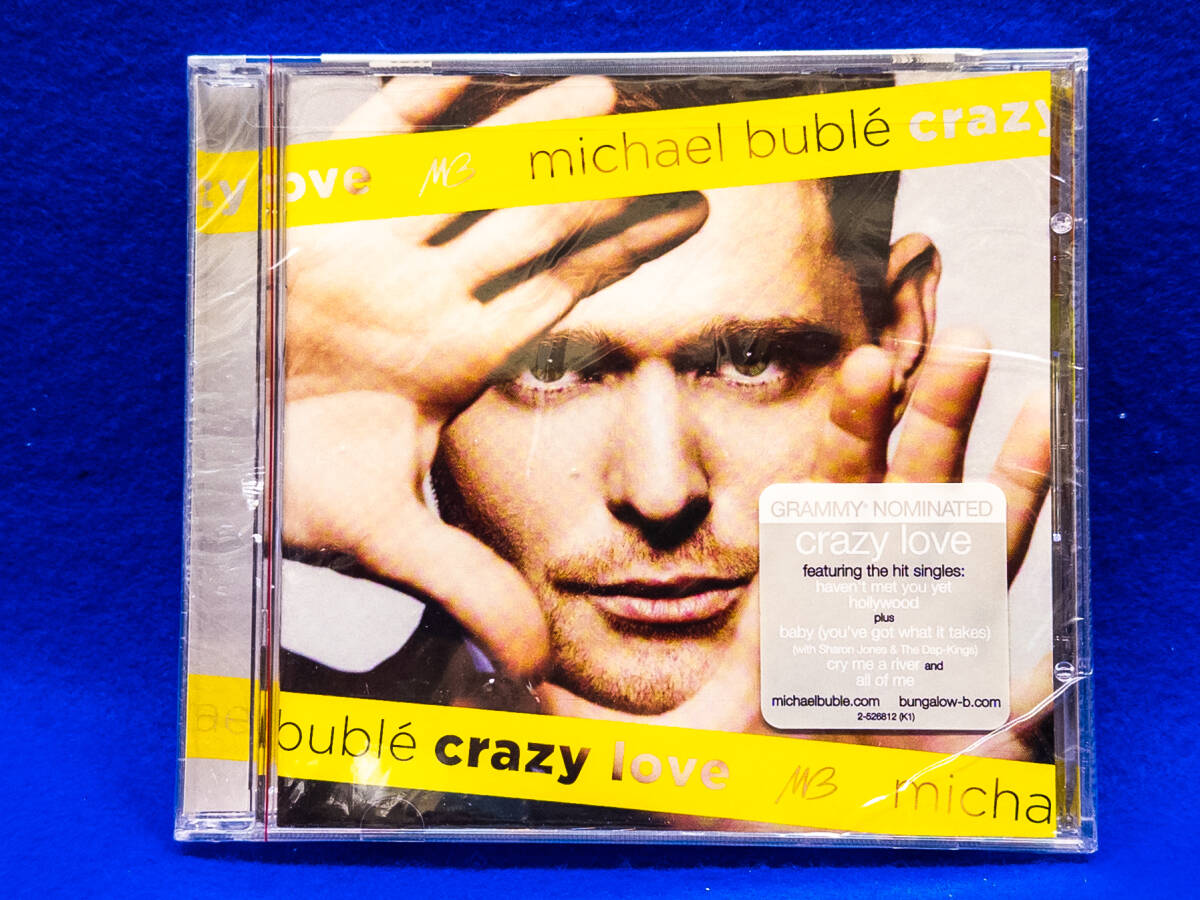 zy love MB michael bublé crazy
GRAMMY® NOMINATED
crazy love
featuring the hit singles:
haven't met you yet
hollywood
plus
baby (you've got what it takes)
(with Sharon Jones & The Dap-Kings)
cry me a river and
all of me
michaelbuble.com bungalow-b.com
2-526812 (K1)
ael bublé crazy love MB micha